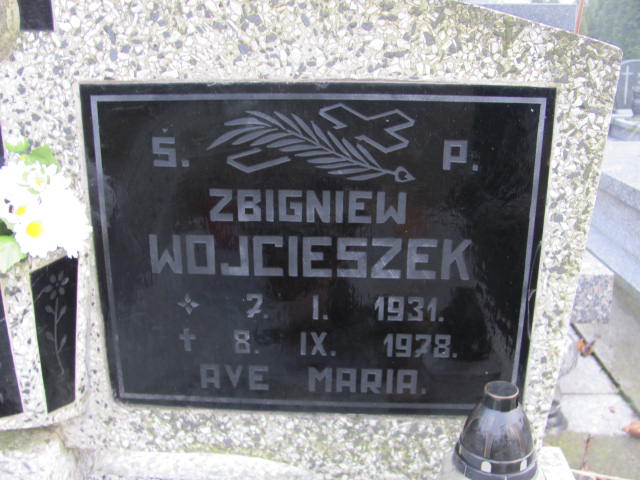 Ś. P.
ZBIGNIEW
WOJCIESZEK
7. I. 1931.
† 8. IX. 1978.
AVE MARIA.